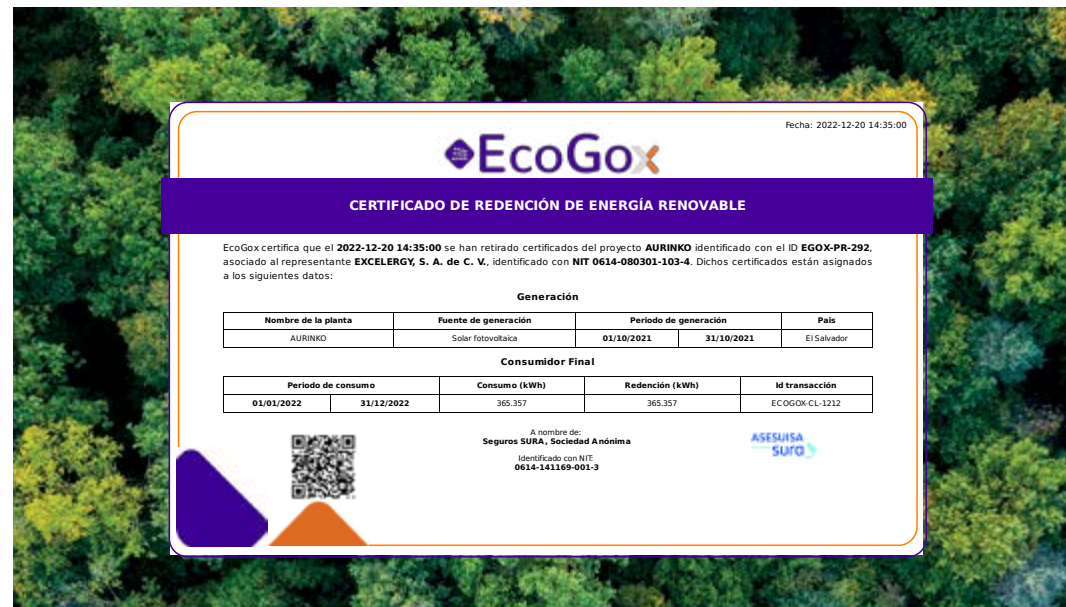 Fecha: 2022-12-20 14:35:00
EcoGox
CERTIFICADO DE REDENCIÓN DE ENERGÍA RENOVABLE
EcoGox certifica que el 2022-12-20 14:35:00 se han retirado certificados del proyecto AURINKO identificado con el ID EGOX-PR-292,
asociado al representante EXCELERGY, S. A. de C. V., identificado con NIT 0614-080301-103-4. Dichos certificados están asignados
a los siguientes datos:
Generación
Nombre de la planta Fuente de generación Periodo de generación Pais
AURINKO Solar fotovoltaica 01/10/2021 31/10/2021 El Salvador
Consumidor Final
Periodo de consumo Consumo (kWh) Redención (kWh) Id transacción
01/01/2022 31/12/2022 365.357 365.357 ECOGOX-CL-1212
A nombre de:
Seguros SURA, Sociedad Anónima
Identificado con NIT:
0614-141169-001-3
ASESUISA
sura